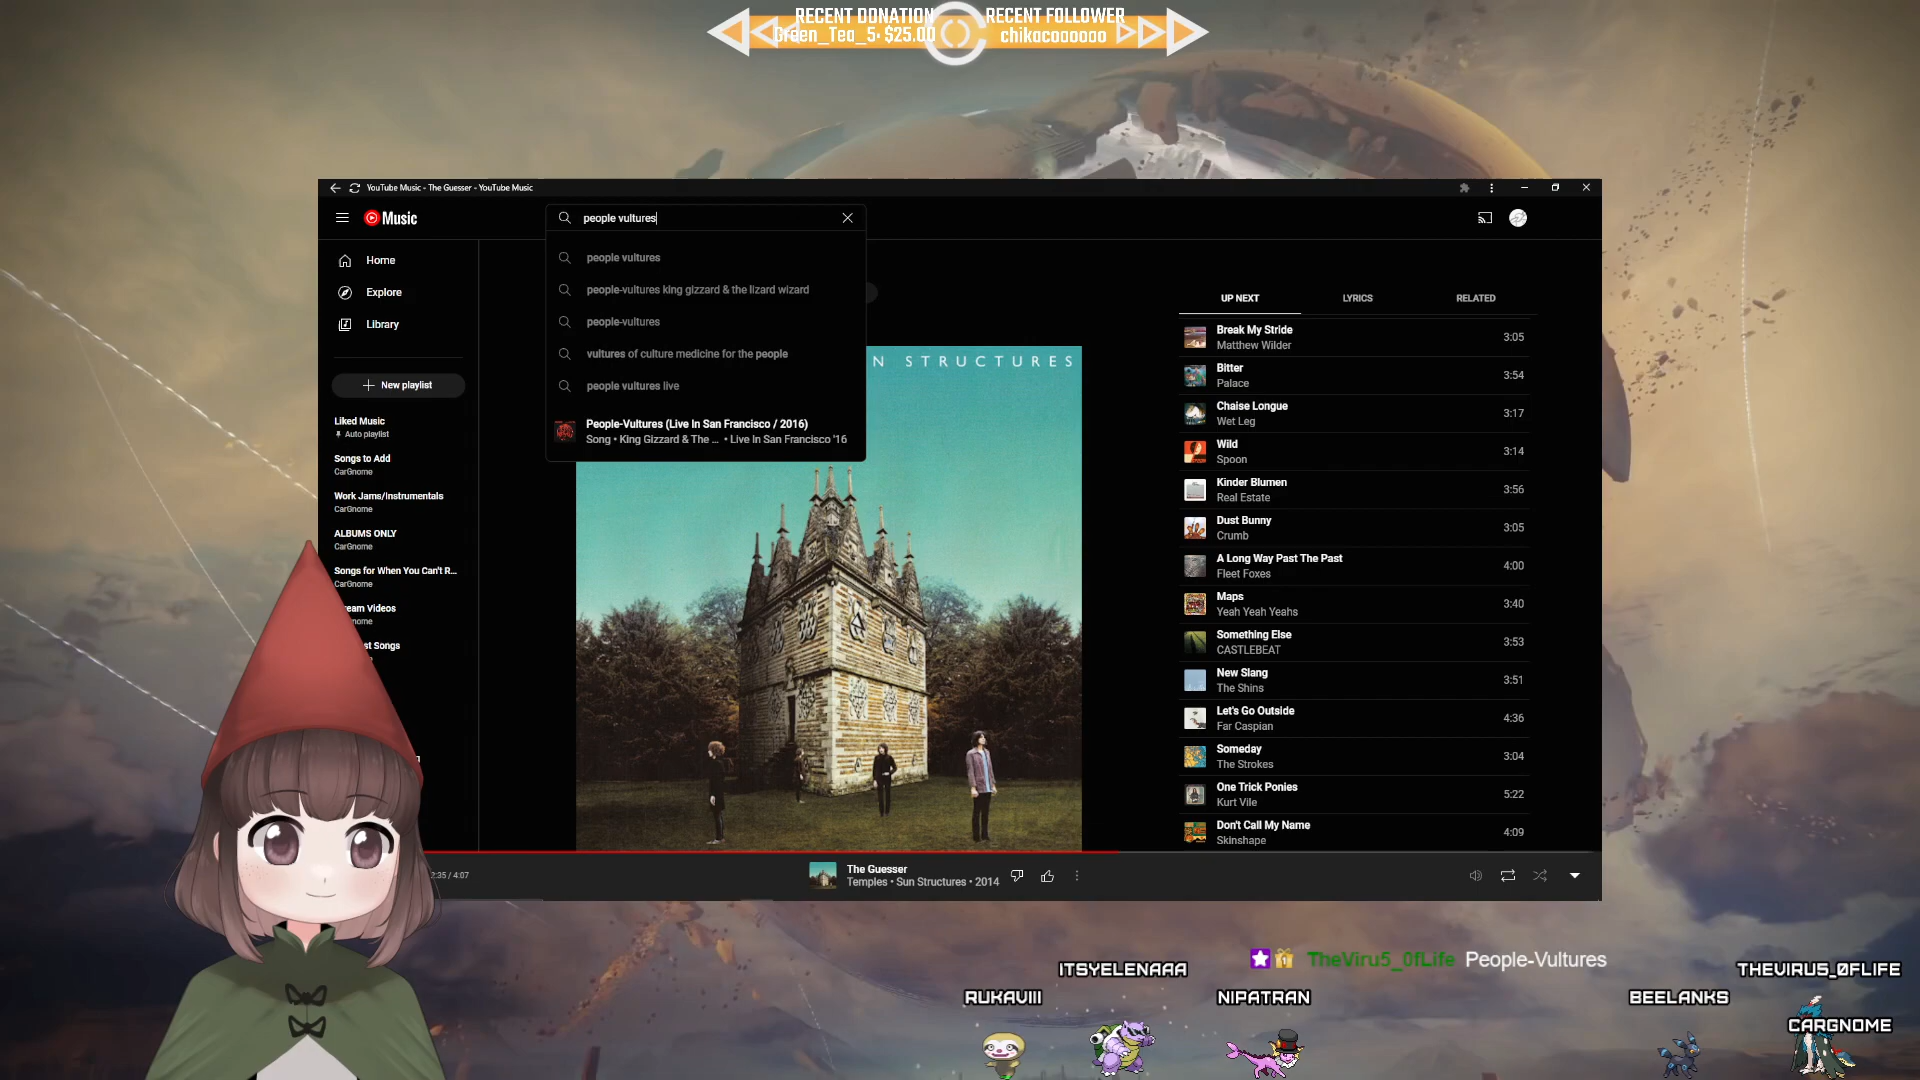 RECENT DONATION
Green_Tea_5: $25.00
RECENT FOLLOWER
chikacoooooo
YouTube Music - The Guesser - YouTube Music
Music
people vultures
people vultures
people-vultures king gizzard & the lizard wizard
people-vultures
vultures of culture medicine for the people
people vultures live
People-Vultures (Live In San Francisco / 2016)
Song • King Gizzard & The ... • Live In San Francisco '16
Home
Explore
Library
New playlist
Liked Music
Auto playlist
Songs to Add
CarGnome
Work Jams/Instrumentals
CarGnome
ALBUMS ONLY
CarGnome
Songs for When You Can't R...
CarGnome
ream Videos
nome
st Songs
N STRUCTURES
UP NEXT
LYRICS
RELATED
Break My Stride
Matthew Wilder
3:05
Bitter
Palace
3:54
Chaise Longue
Wet Leg
3:17
Wild
Spoon
3:14
Kinder Blumen
Real Estate
3:56
Dust Bunny
Crumb
3:05
A Long Way Past The Past
Fleet Foxes
4:00
Maps
Yeah Yeah Yeahs
3:40
Something Else
CASTLEBEAT
3:53
New Slang
The Shins
3:51
Let's Go Outside
Far Caspian
4:36
Someday
The Strokes
3:04
One Trick Ponies
Kurt Vile
5:22
Don't Call My Name
Skinshape
4:09
2:35 / 4:07
The Guesser
Temples • Sun Structures • 2014
TheViru5_0fLife People-Vultures
ITSYELENAAA
THEVIRU5_0FLIFE
RUKAVIII
NIPATRAN
BEELANKS
CARGNOME